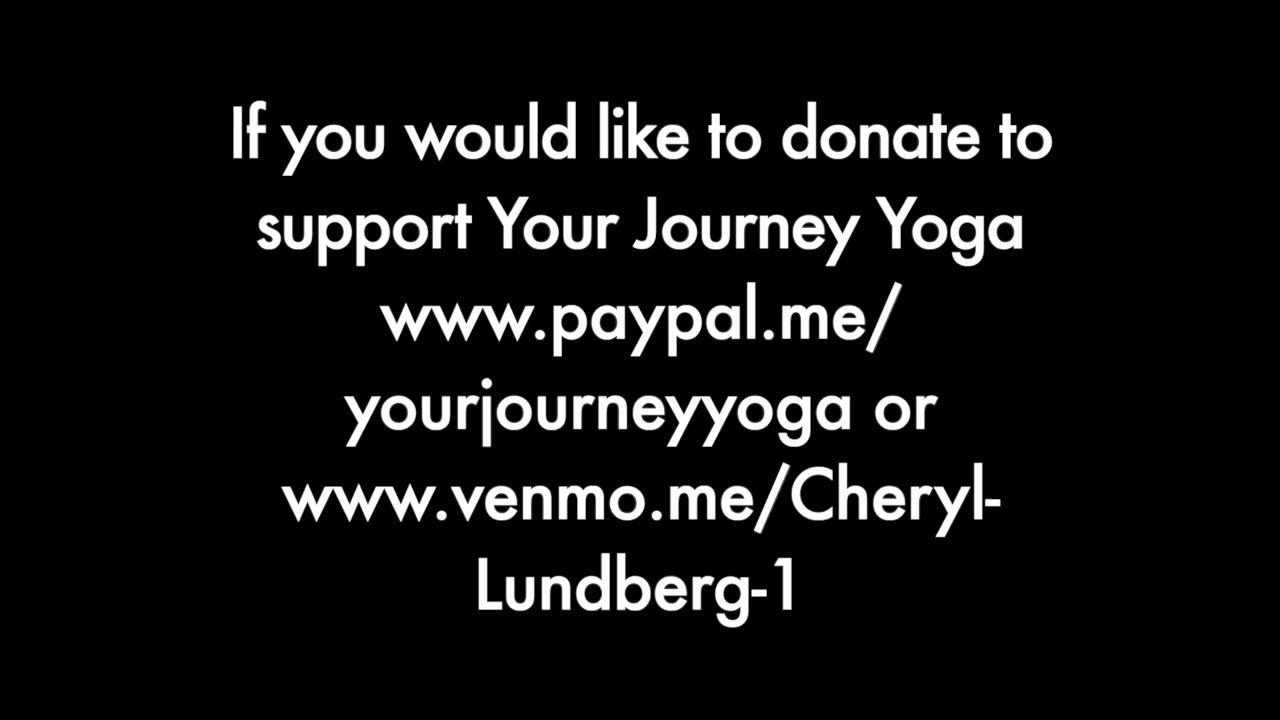 If you would like to donate to
support Your Journey Yoga
www.paypal.me/
yourjourneyyoga or
www.venmo.me/Cheryl-
Lundberg-1